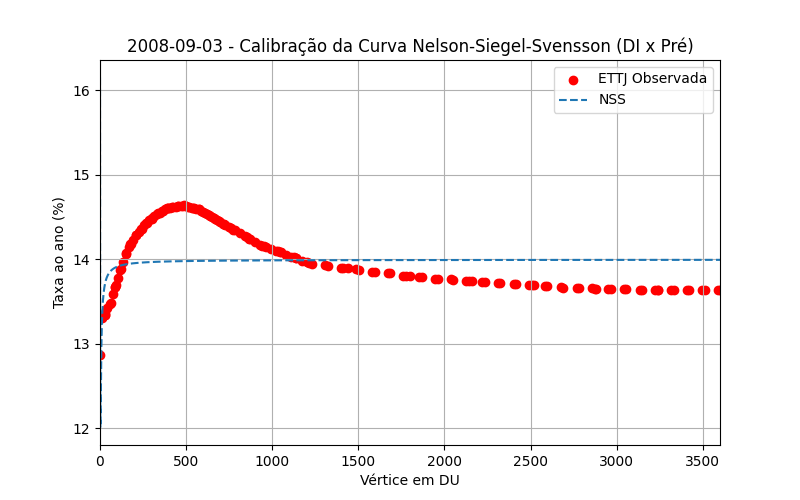 2008-09-03 - Calibração da Curva Nelson-Siegel-Svensson (DI x Pré)
ETTJ Observada
NSS
Taxa ao ano (%)
16
15
14
13
12
0 500 1000 1500 2000 2500 3000 3500
Vértice em DU